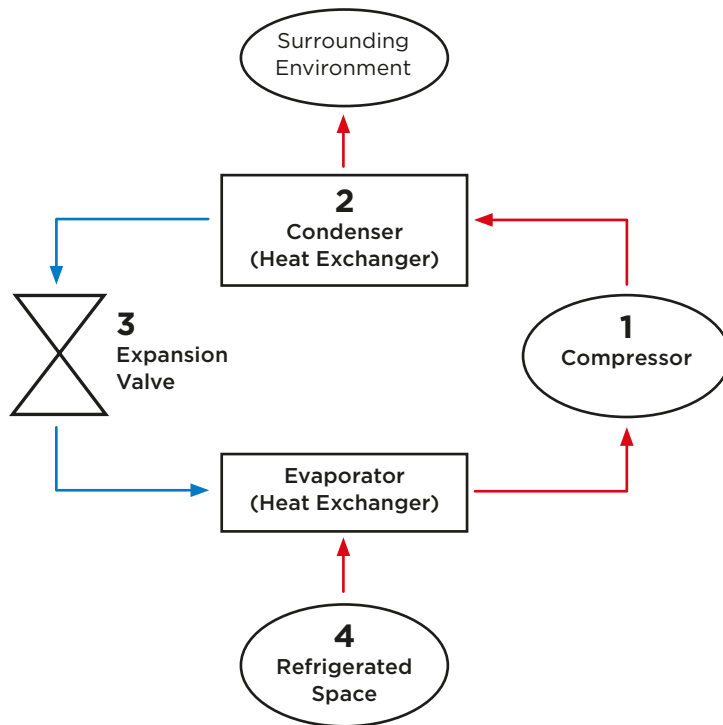 Surrounding
Environment
2
Condenser
(Heat Exchanger)
3
Expansion
Valve
1
Compressor
Evaporator
(Heat Exchanger)
4
Refrigerated
Space